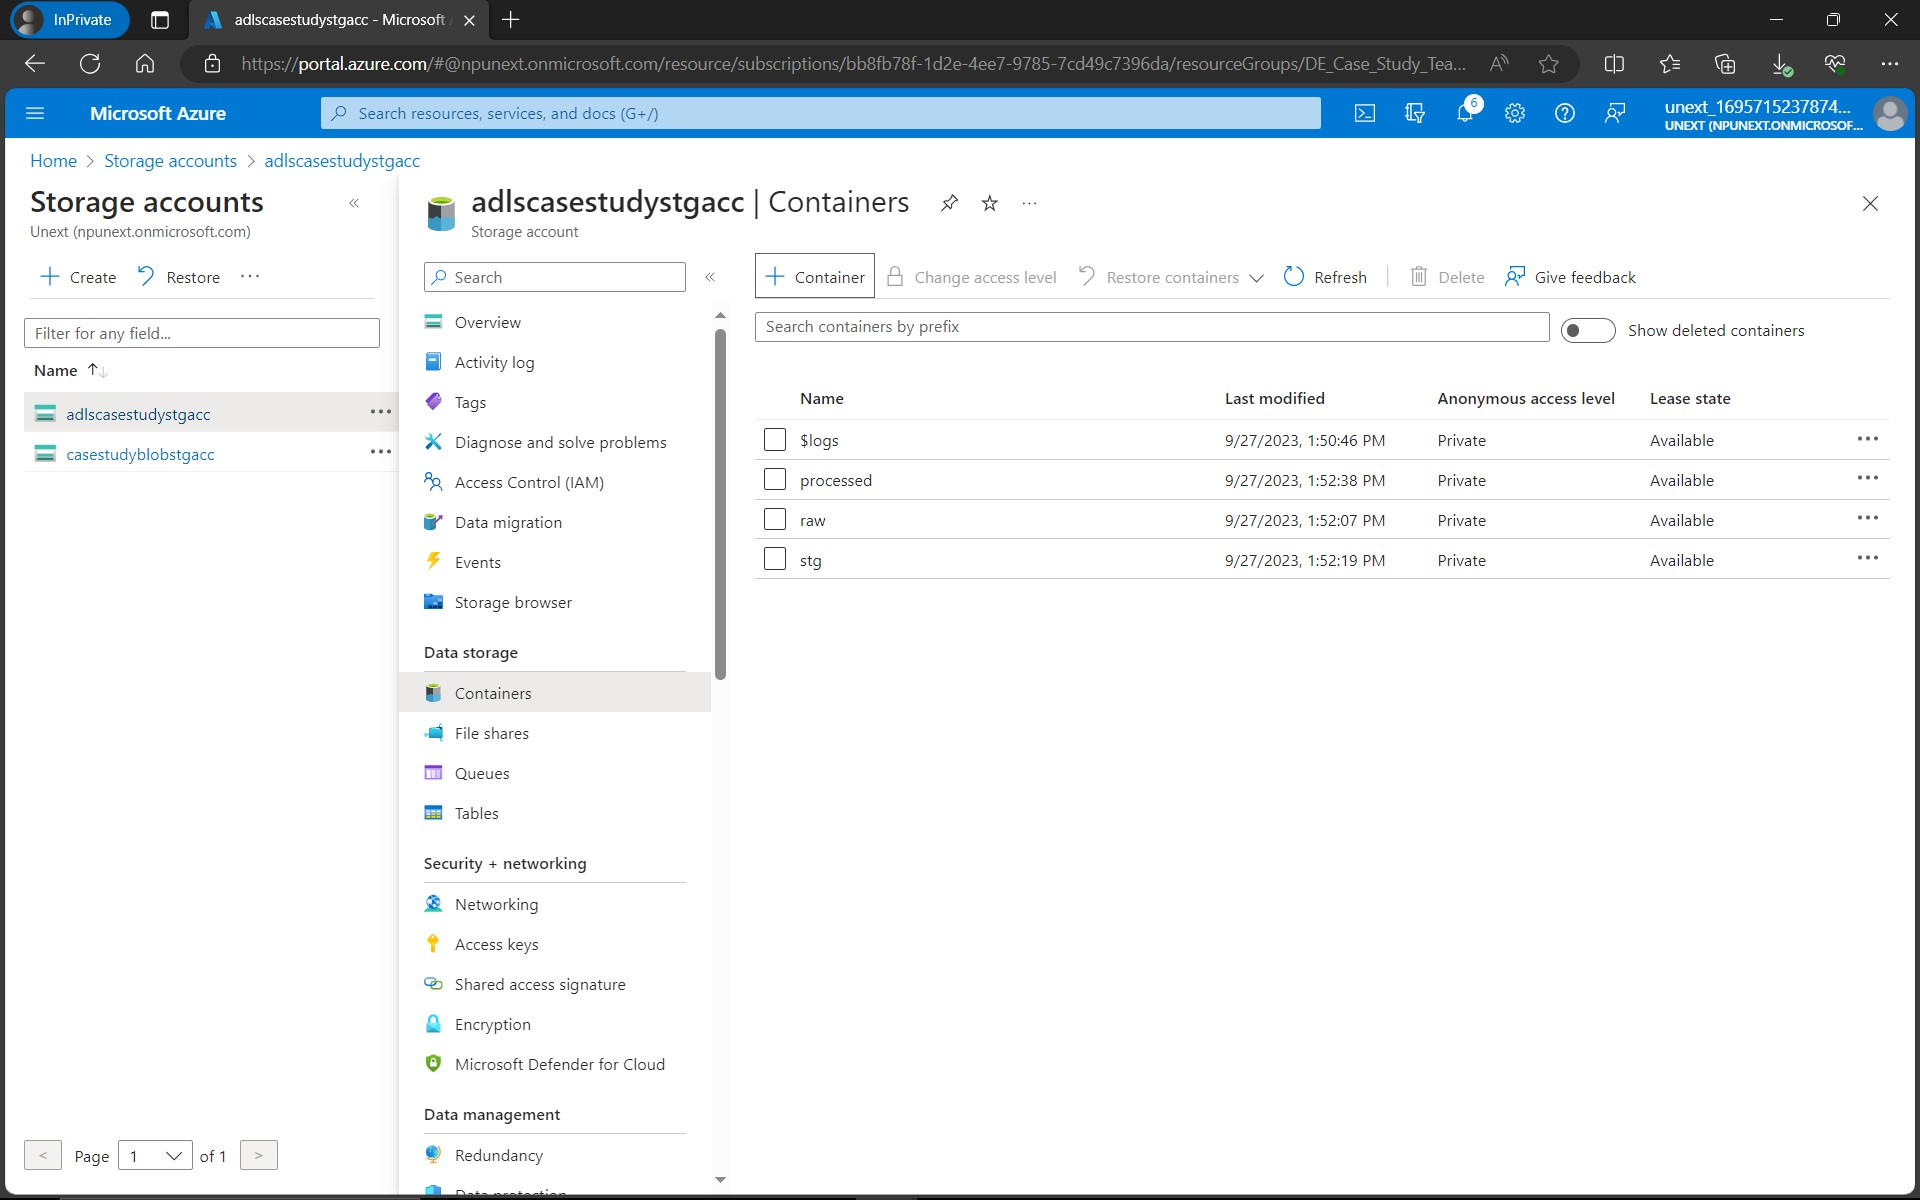 InPrivate
adlscasestudystgacc - Microsoft
https://portal.azure.com/#@npunext.onmicrosoft.com/resource/subscriptions/bb8fb78f-1d2e-4ee7-9785-7cd49c7396da/resourceGroups/DE_Case_Study_Tea...
Microsoft Azure
Search resources, services, and docs (G+/)
6
unext_1695715237874...
UNEXT (NPUNEXT.ONMICROSOF...
Home > Storage accounts > adlscasestudystgacc
Storage accounts
Unext (npunext.onmicrosoft.com)
Create
Restore
Filter for any field...
Name
adlscasestudystgacc
casestudyblobstgacc
< Page 1 of 1 >
adlscasestudystgacc | Containers
Storage account
Search
Overview
Activity log
Tags
Diagnose and solve problems
Access Control (IAM)
Data migration
Events
Storage browser
Data storage
Containers
File shares
Queues
Tables
Security + networking
Networking
Access keys
Shared access signature
Encryption
Microsoft Defender for Cloud
Data management
Redundancy
Data protection
Container
Change access level
Restore containers
Refresh
Delete
Give feedback
Search containers by prefix
Show deleted containers
Name Last modified Anonymous access level Lease state
$logs 9/27/2023, 1:50:46 PM Private Available
processed 9/27/2023, 1:52:38 PM Private Available
raw 9/27/2023, 1:52:07 PM Private Available
stg 9/27/2023, 1:52:19 PM Private Available